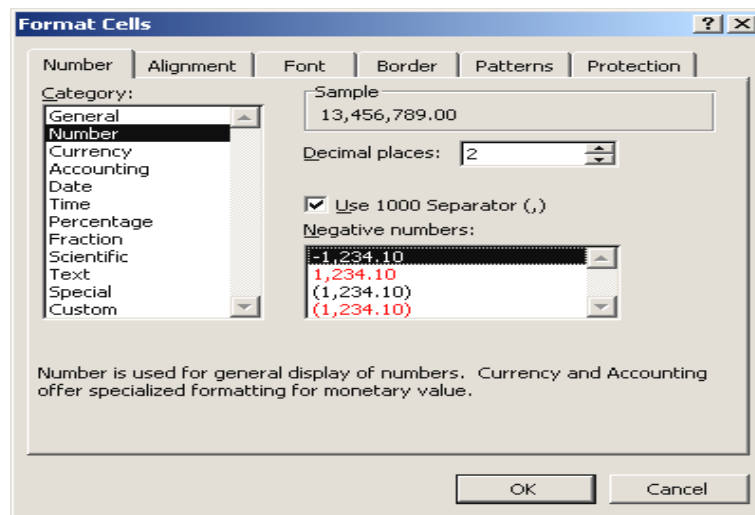 Format Cells
Number Alignment Font Border Patterns Protection
Category:
General
Number
Currency
Accounting
Date
Time
Percentage
Fraction
Scientific
Text
Special
Custom
Sample
13,456,789.00
Decimal places: 2
Use 1000 Separator (,)
Negative numbers:
-1,234.10
1,234.10
(1,234.10)
(1,234.10)
Number is used for general display of numbers. Currency and Accounting
offer specialized formatting for monetary value.
OK Cancel